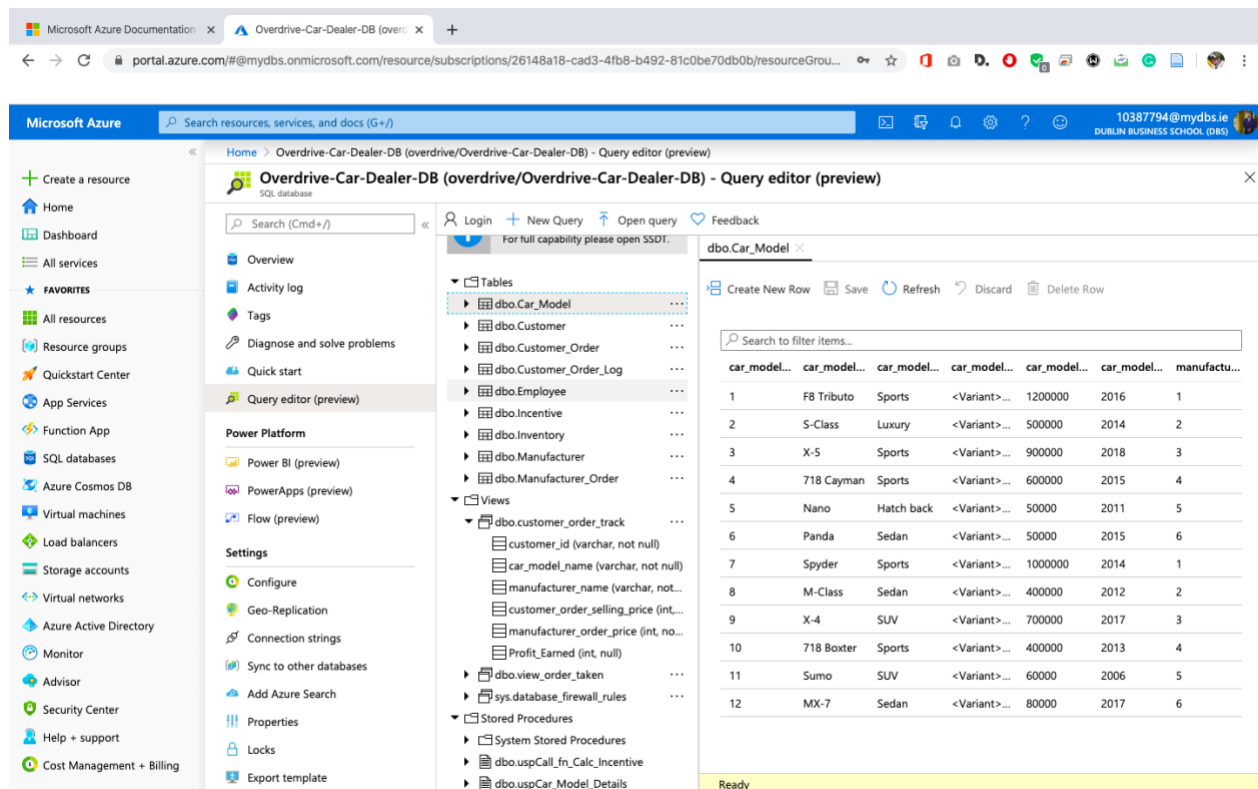 Microsoft Azure Documentation
Overdrive-Car-Dealer-DB (overd
portal.azure.com/#@mydbs.onmicrosoft.com/resource/subscriptions/26148a18-cad3-4fb8-b492-81c0be70db0b/resourceGrou...
Microsoft Azure
Search resources, services, and docs (G+/)
10387794@mydbs.ie
DUBLIN BUSINESS SCHOOL (DBS)
Create a resource
Home
Dashboard
All services
FAVORITES
All resources
Resource groups
Quickstart Center
App Services
Function App
SQL databases
Azure Cosmos DB
Virtual machines
Load balancers
Storage accounts
Virtual networks
Azure Active Directory
Monitor
Advisor
Security Center
Help + support
Cost Management + Billing
Home > Overdrive-Car-Dealer-DB (overdrive/Overdrive-Car-Dealer-DB) - Query editor (preview)
Overdrive-Car-Dealer-DB (overdrive/Overdrive-Car-Dealer-DB) - Query editor (preview)
SQL database
Search (Cmd+/)
Overview
Activity log
Tags
Diagnose and solve problems
Quick start
Query editor (preview)
Power Platform
Power BI (preview)
PowerApps (preview)
Flow (preview)
Settings
Configure
Geo-Replication
Connection strings
Sync to other databases
Add Azure Search
Properties
Locks
Export template
Login New Query Open query Feedback
For full capability please open SSDT.
Tables
dbo.Car_Model ...
dbo.Customer ...
dbo.Customer_Order ...
dbo.Customer_Order_Log ...
dbo.Employee ...
dbo.Incentive ...
dbo.Inventory ...
dbo.Manufacturer ...
dbo.Manufacturer_Order ...
Views
dbo.customer_order_track ...
customer_id (varchar, not null)
car_model_name (varchar, not null)
manufacturer_name (varchar, not...
customer_order_selling_price (int,...
manufacturer_order_price (int, no...
Profit_Earned (int, null)
dbo.view_order_taken ...
sys.database_firewall_rules ...
Stored Procedures
System Stored Procedures
dbo.uspCall_fn_Calc_Incentive
dbo.uspCar_Model_Details
dbo.Car_Model
Create New Row Save Refresh Discard Delete Row
Search to filter items...
car_model... car_model... car_model... car_model... car_model... car_model... manufactu...
1 F8 Tributo Sports <Variant>... 1200000 2016 1
2 S-Class Luxury <Variant>... 500000 2014 2
3 X-5 Sports <Variant>... 900000 2018 3
4 718 Cayman Sports <Variant>... 600000 2015 4
5 Nano Hatch back <Variant>... 50000 2011 5
6 Panda Sedan <Variant>... 50000 2015 6
7 Spyder Sports <Variant>... 1000000 2014 1
8 M-Class Sedan <Variant>... 400000 2012 2
9 X-4 SUV <Variant>... 700000 2017 3
10 718 Boxter Sports <Variant>... 400000 2013 4
11 Sumo SUV <Variant>... 60000 2006 5
12 MX-7 Sedan <Variant>... 80000 2017 6
Ready